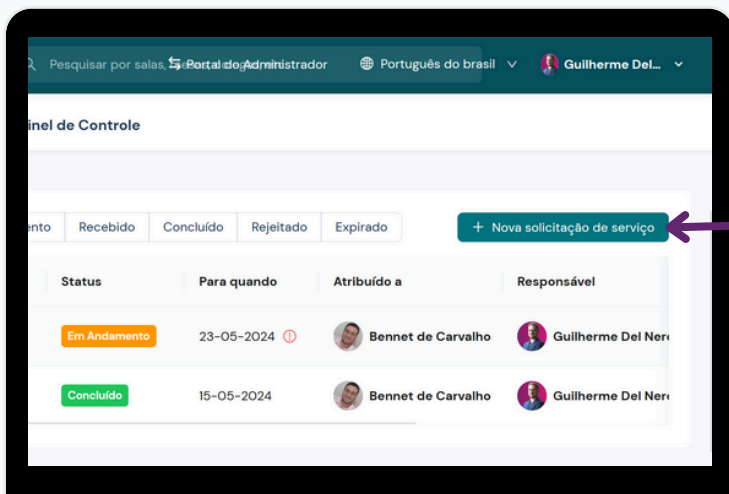 Pesquisar por salas, Portal do Administrador Português do brasil Guilherme Del...
inel de Controle
ento Recebido Concluído Rejeitado Expirado + Nova solicitação de serviço
Status Para quando Atribuído a Responsável
Em Andamento 23-05-2024 Bennet de Carvalho Guilherme Del Nero
Concluído 15-05-2024 Bennet de Carvalho Guilherme Del Nero